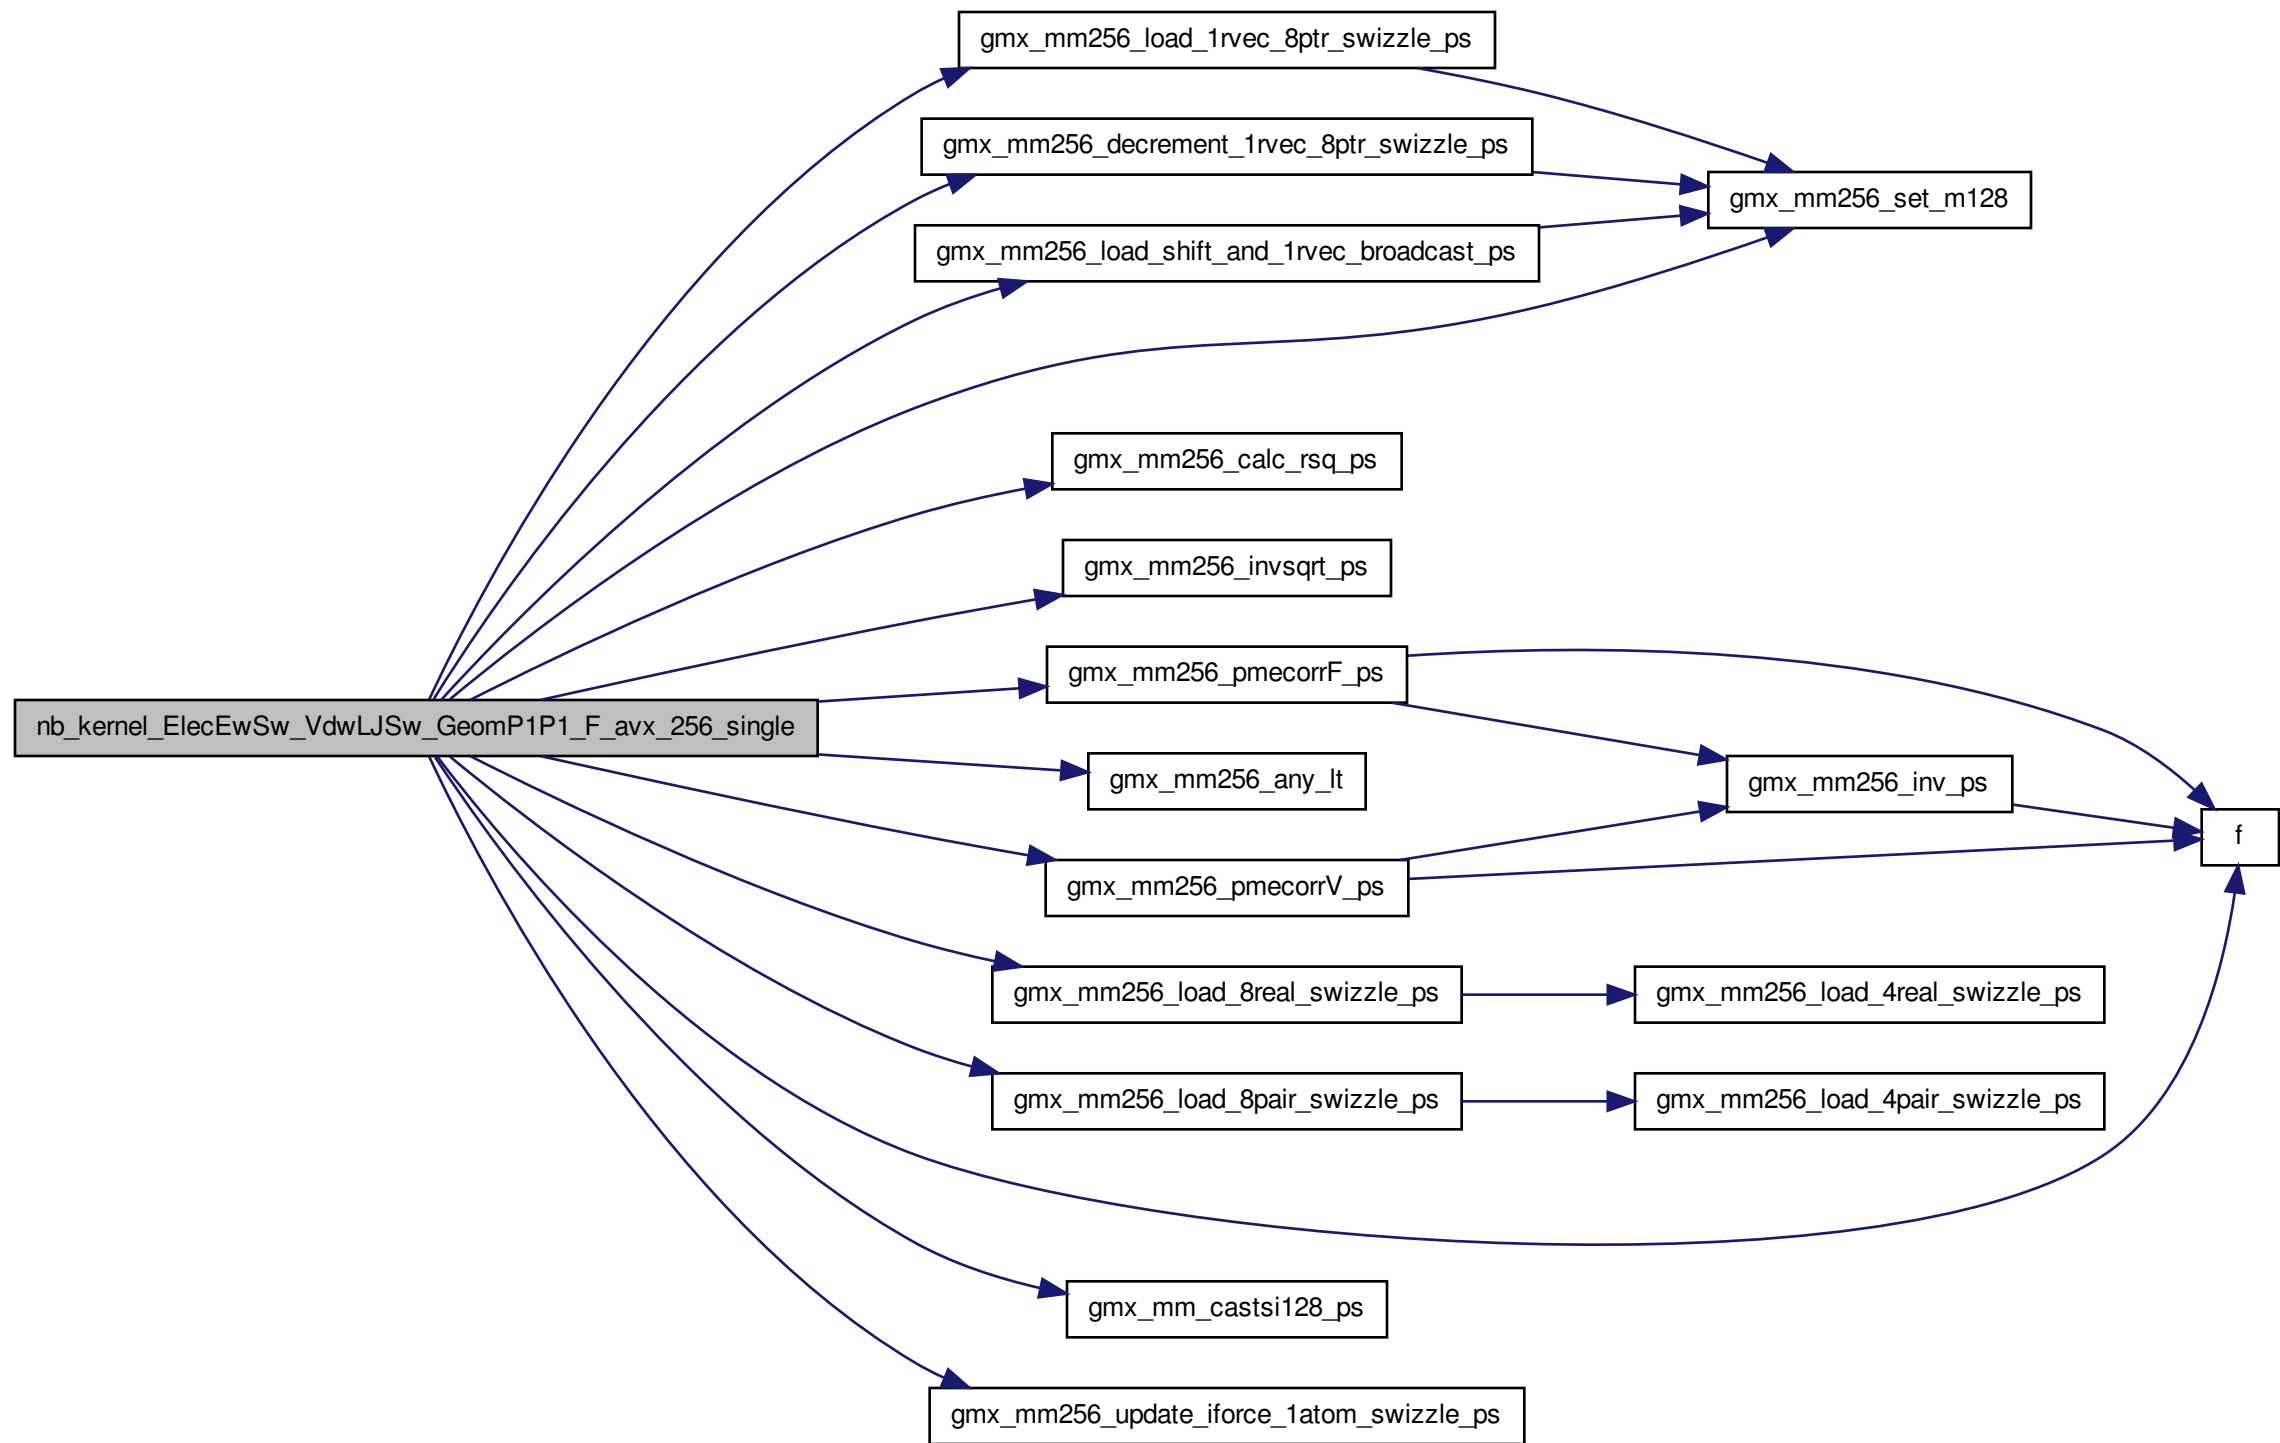 gmx_mm256_load_1rvec_8ptr_swizzle_ps
gmx_mm256_decrement_1rvec_8ptr_swizzle_ps
gmx_mm256_set_m128
gmx_mm256_load_shift_and_1rvec_broadcast_ps
gmx_mm256_calc_rsq_ps
gmx_mm256_invsqrt_ps
gmx_mm256_pmecorrF_ps
nb_kernel_ElecEwSw_VdwLJSw_GeomP1P1_F_avx_256_single
gmx_mm256_any_lt
gmx_mm256_inv_ps
f
gmx_mm256_pmecorrV_ps
gmx_mm256_load_8real_swizzle_ps
gmx_mm256_load_4real_swizzle_ps
gmx_mm256_load_8pair_swizzle_ps
gmx_mm256_load_4pair_swizzle_ps
gmx_mm_castsi128_ps
gmx_mm256_update_iforce_1atom_swizzle_ps